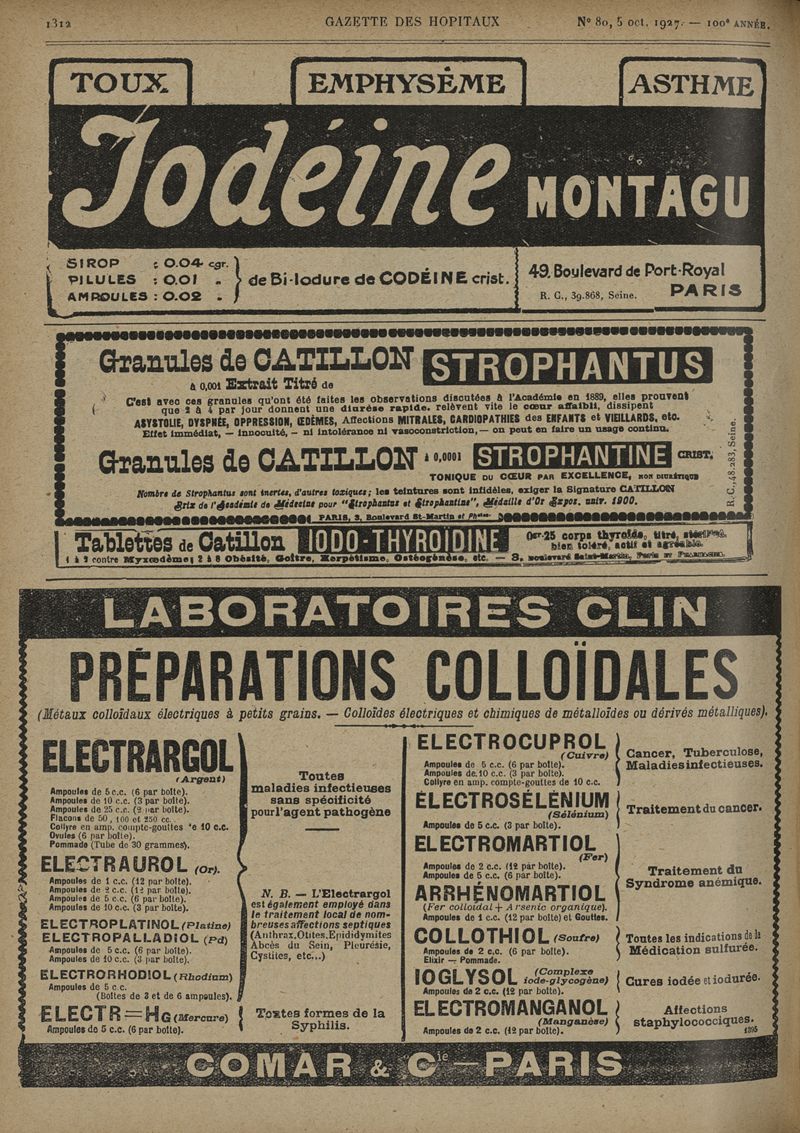 1312
GAZETTE DES HOPITAUX
N° 80, 5 oct. 1927. — 100e ANNÉE.
TOUX
EMPHYSÊME
ASTHME
Iodéine MONTAGU
SIROP : 0.04 cgr.
PILULES : 0.01 „
AMPOULES : 0.02 „
de Bi-Iodure de CODÉINE crist.
49, Boulevard de Port-Royal
PARIS
R. C., 39.868, Seine.
Granules de CATILLON STROPHANTUS
à 0,001 Extrait Titré de
C'est avec ces granules qu'ont été faites les observations discutées à l'Académie en 1889, elles prouvent
que 2 à 4 par jour donnent une diurèse rapide, relèvent vite le cœur affaibli, dissipent
ASYSTOLIE, DYSPNÉE, OPPRESSION, ŒDÈMES, Affections MITRALES, CARDIOPATHIES des ENFANTS et VIEILLARDS, etc.
Effet immédiat, — innocuité, — ni intolérance ni vasoconstriction, — on peut en faire un usage continu.
Granules de CATILLON à 0,0001 STROPHANTINE CRIST.
TONIQUE DU CŒUR PAR EXCELLENCE, NON DIURÉTIQUE
Nombre de Strophantus sont inertes, d'autres toxiques; les teintures sont infidèles, exiger la Signature CATILLON
Prix de l'Académie de Médecine pour "Strophantus et Strophantine", Médaille d'Or Expos. univ. 1900.
PARIS, 3, Boulevard St-Martin et Phies
R. C., 48.283, Seine.
Tablettes de Catillon IODO-THYROÏDINE
0gr.25 corps thyroïde, titré, stérilisé,
bien toléré, actif et agréable.
1 à 2 contre Myxœdème; 2 à 8 Obésité, Goître, Herpétisme, Ostéogénèse, etc. — 3, Boulevard Saint-Martin, Paris et Pharmacies.
LABORATOIRES CLIN
PRÉPARATIONS COLLOÏDALES
(Métaux colloïdaux électriques à petits grains. — Colloïdes électriques et chimiques de métalloïdes ou dérivés métalliques).
ELECTRARGOL
(Argent)
Ampoules de 5 c.c. (6 par boîte).
Ampoules de 10 c.c. (3 par boîte).
Ampoules de 25 c.c. (2 par boîte).
Flacons de 50, 100 et 250 cc.
Collyre en amp. compte-gouttes de 10 c.c.
Ovules (6 par boîte).
Pommade (Tube de 30 grammes).
ELECTRAUROL (Or).
Ampoules de 1 c.c. (12 par boîte).
Ampoules de 2 c.c. (12 par boîte).
Ampoules de 5 c.c. (6 par boîte).
Ampoules de 10 c.c. (3 par boîte).
ELECTROPLATINOL (Platine)
ELECTROPALLADIOL (Pd)
Ampoules de 5 c.c. (6 par boîte).
Ampoules de 10 c.c. (3 par boîte).
ELECTRORHODIOL (Rhodium)
Ampoules de 5 c.c.
(Boîtes de 3 et de 6 ampoules).
Toutes
maladies infectieuses
sans spécificité
pour l'agent pathogène
N. B. — L'Electrargol
est également employé dans
le traitement local de nom-
breuses affections septiques
(Anthrax, Otites, Epididymites
Abcès du Sein, Pleurésie,
Cystites, etc...)
ELECTR=HG (Mercure)
Ampoules de 5 c.c. (6 par boîte).
Toutes formes de la
Syphilis.
ELECTROCUPROL
(Cuivre)
Ampoules de 5 c.c. (6 par boîte).
Ampoules de 10 c.c. (3 par boîte).
Collyre en amp. compte-gouttes de 10 c.c.
Cancer, Tuberculose,
Maladies infectieuses.
ÉLECTROSÉLÉNIUM
(Sélénium)
Ampoules de 5 c.c. (3 par boîte).
Traitement du cancer.
ELECTROMARTIOL
(Fer)
Ampoules de 2 c.c. (12 par boîte).
Ampoules de 5 c.c. (6 par boîte).
ARRHÉNOMARTIOL
(Fer colloïdal + Arsenic organique).
Ampoules de 1 c.c. (12 par boîte) et Gouttes.
Traitement du
Syndrome anémique.
COLLOTHIOL (Soufre)
Ampoules de 2 c.c. (6 par boîte).
Elixir — Pommade.
Toutes les indications de la
Médication sulfurée.
IOGLYSOL (Complexe
iode-glycogène)
Ampoules de 2 c.c. (12 par boîte).
Cures iodée et iodurée.
ELECTROMANGANOL
(Manganèse)
Ampoules de 2 c.c. (12 par boîte).
Affections
staphylococciques.
1395
COMAR & Cie — PARIS